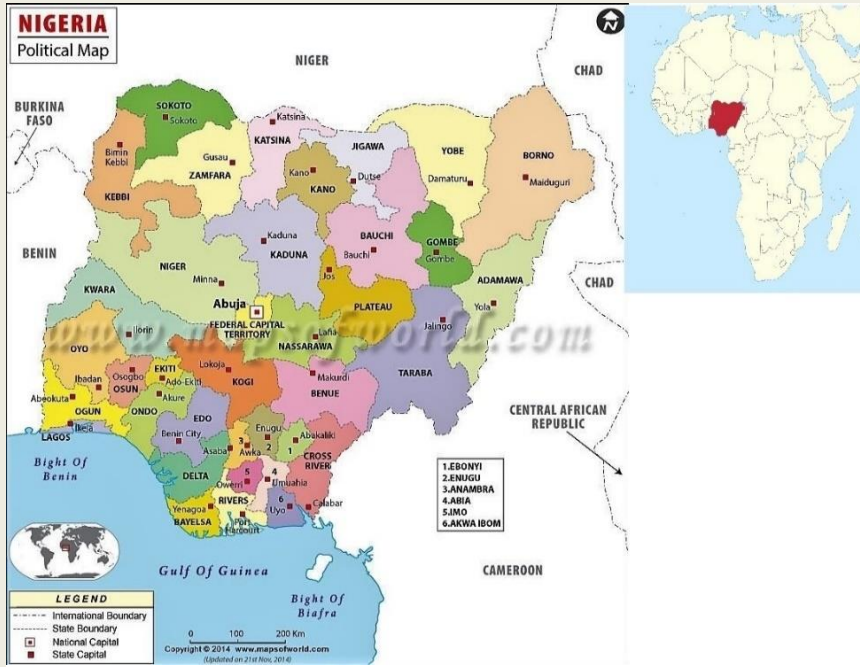 NIGERIA
Political Map
N
NIGER
CHAD
BURKINA
FASO
SOKOTO
Sokoto
Katsina
KATSINA
JIGAWA
YOBE
BORNO
Birnin
Kebbi
Gusau
ZAMFARA
Kano
KANO
Dutse
Damaturu
Maiduguri
KEBBI
Kaduna
KADUNA
BAUCHI
Bauchi
GOMBE
Gombe
BENIN
NIGER
Minna
Jos
ADAMAWA
CHAD
KWARA
Abuja
PLATEAU
Yola
FEDERAL CAPITAL
TERRITORY
Jalingo
www.mapsofworld.com
Ilorin
Lafia
NASSARAWA
OYO
Lokoja
KOGI
TARABA
Ibadan
Osogbo
OSUN
EKITI
Ado-Ekiti
Makurdi
BENUE
Abeokuta
OGUN
ONDO
Akure
EDO
CENTRAL AFRICAN
REPUBLIC
LAGOS
Ikeja
Benin City
Enugu
2
Abakaliki
1
3
Awka
Asaba
CROSS
RIVER
Bight Of
Benin
DELTA
5
Owerri
4
Umuahia
1.EBONYI
2.ENUGU
3.ANAMBRA
4.ABIA
5.IMO
6.AKWA IBOM
RIVERS
6
Uyo
Calabar
Yenagoa
BAYELSA
Port
Harcourt
Gulf Of Guinea
CAMEROON
Bight Of
Biafra
LEGEND
International Boundary
State Boundary
National Capital
State Capital
0 100 200 Km
Copyright © 2014 www.mapsofworld.com
(Updated on 21st Nov, 2014)